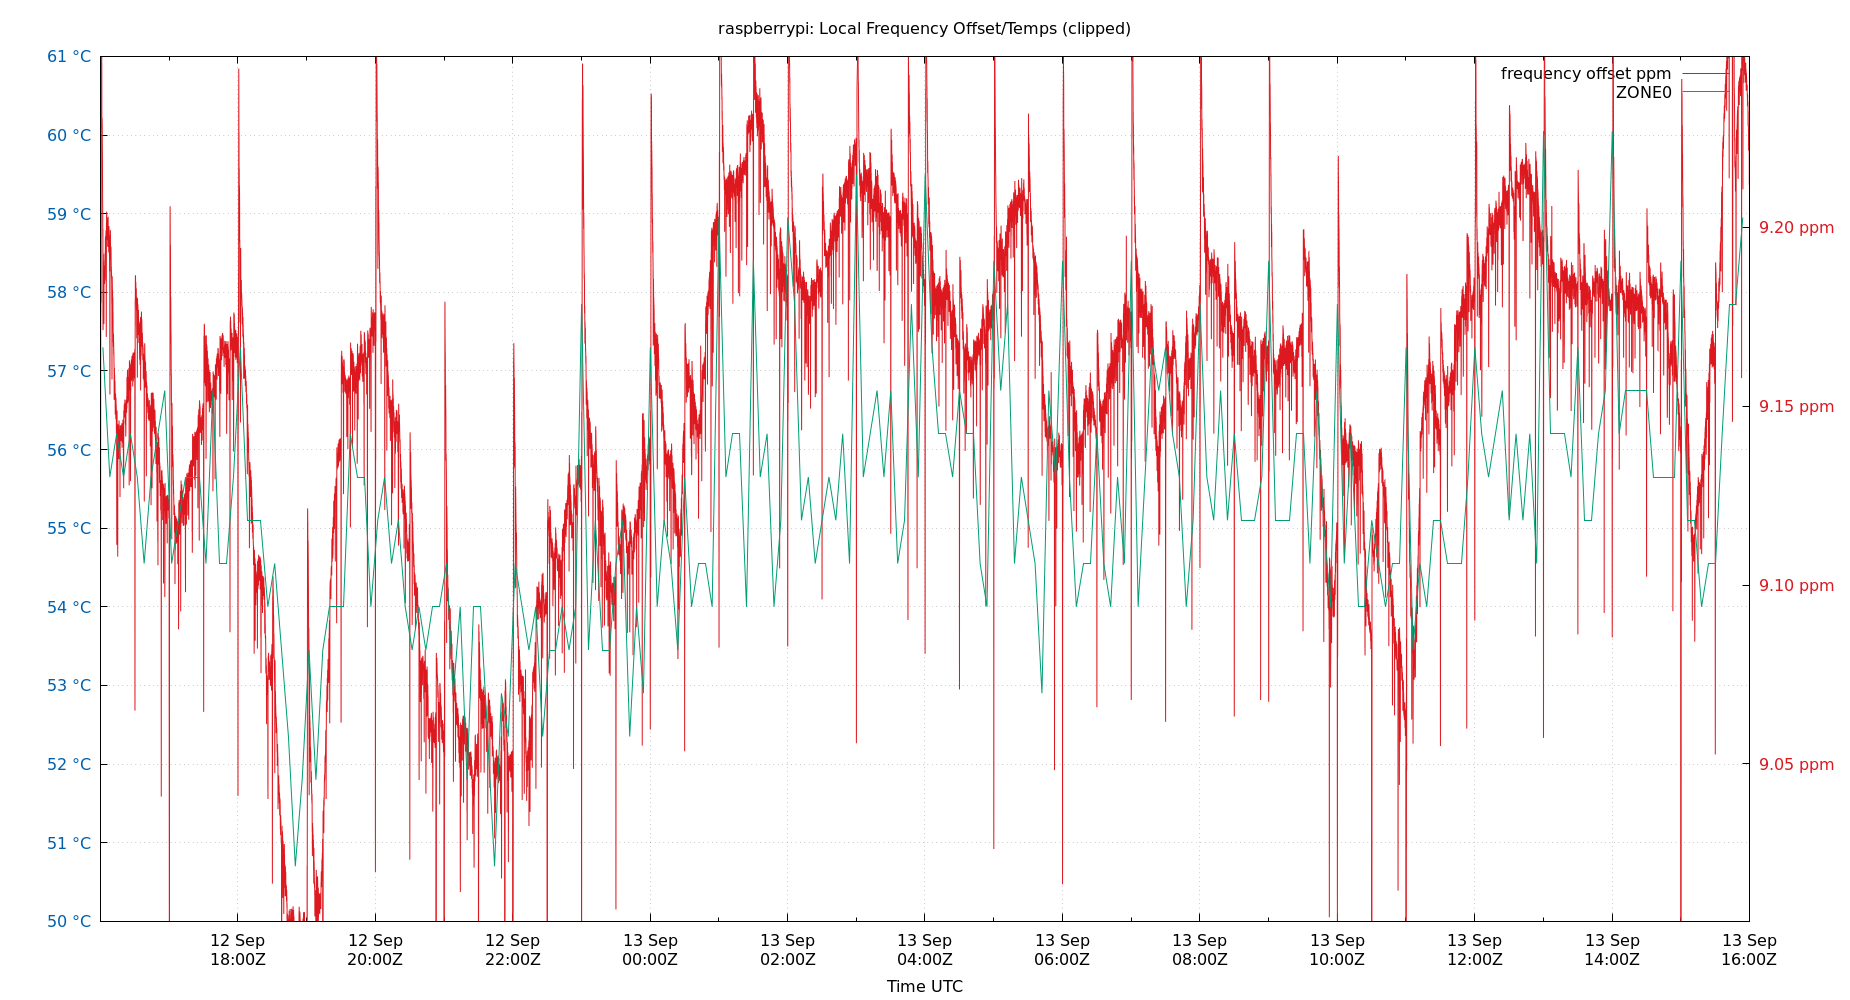 raspberrypi: Local Frequency Offset/Temps (clipped)
61 °C
60 °C
59 °C
58 °C
57 °C
56 °C
55 °C
54 °C
53 °C
52 °C
51 °C
50 °C
frequency offset ppm
ZONE0
9.20 ppm
9.15 ppm
9.10 ppm
9.05 ppm
12 Sep 12 Sep 12 Sep 13 Sep 13 Sep 13 Sep 13 Sep 13 Sep 13 Sep 13 Sep 13 Sep 13 Sep
18:00Z 20:00Z 22:00Z 00:00Z 02:00Z 04:00Z 06:00Z 08:00Z 10:00Z 12:00Z 14:00Z 16:00Z
Time UTC